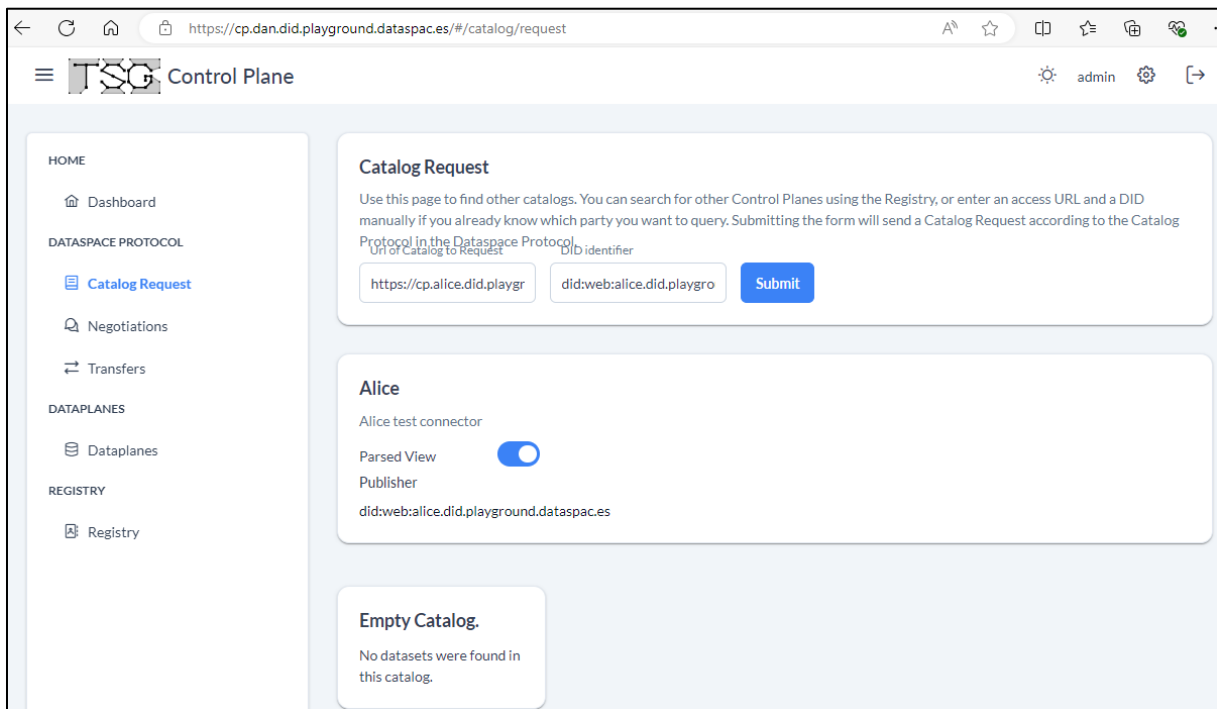 https://cp.dan.did.playground.dataspac.es/#/catalog/request
TSG Control Plane
admin
HOME
Dashboard
DATASPACE PROTOCOL
Catalog Request
Negotiations
Transfers
DATAPLANES
Dataplanes
REGISTRY
Registry
Catalog Request
Use this page to find other catalogs. You can search for other Control Planes using the Registry, or enter an access URL and a DID
manually if you already know which party you want to query. Submitting the form will send a Catalog Request according to the Catalog
Protocol in the Dataspace Protocol.
Url of Catalog to Request DID identifier
https://cp.alice.did.playgr did:web:alice.did.playgro Submit
Alice
Alice test connector
Parsed View
Publisher
did:web:alice.did.playground.dataspac.es
Empty Catalog.
No datasets were found in
this catalog.